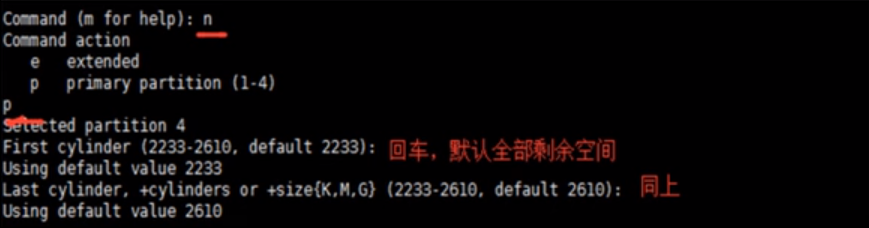 Command (m for help): n
Command action
e   extended
p   primary partition (1-4)
p
Selected partition 4
First cylinder (2233-2610, default 2233): 回车，默认全部剩余空间
Using default value 2233
Last cylinder, +cylinders or +size{K,M,G} (2233-2610, default 2610): 同上
Using default value 2610